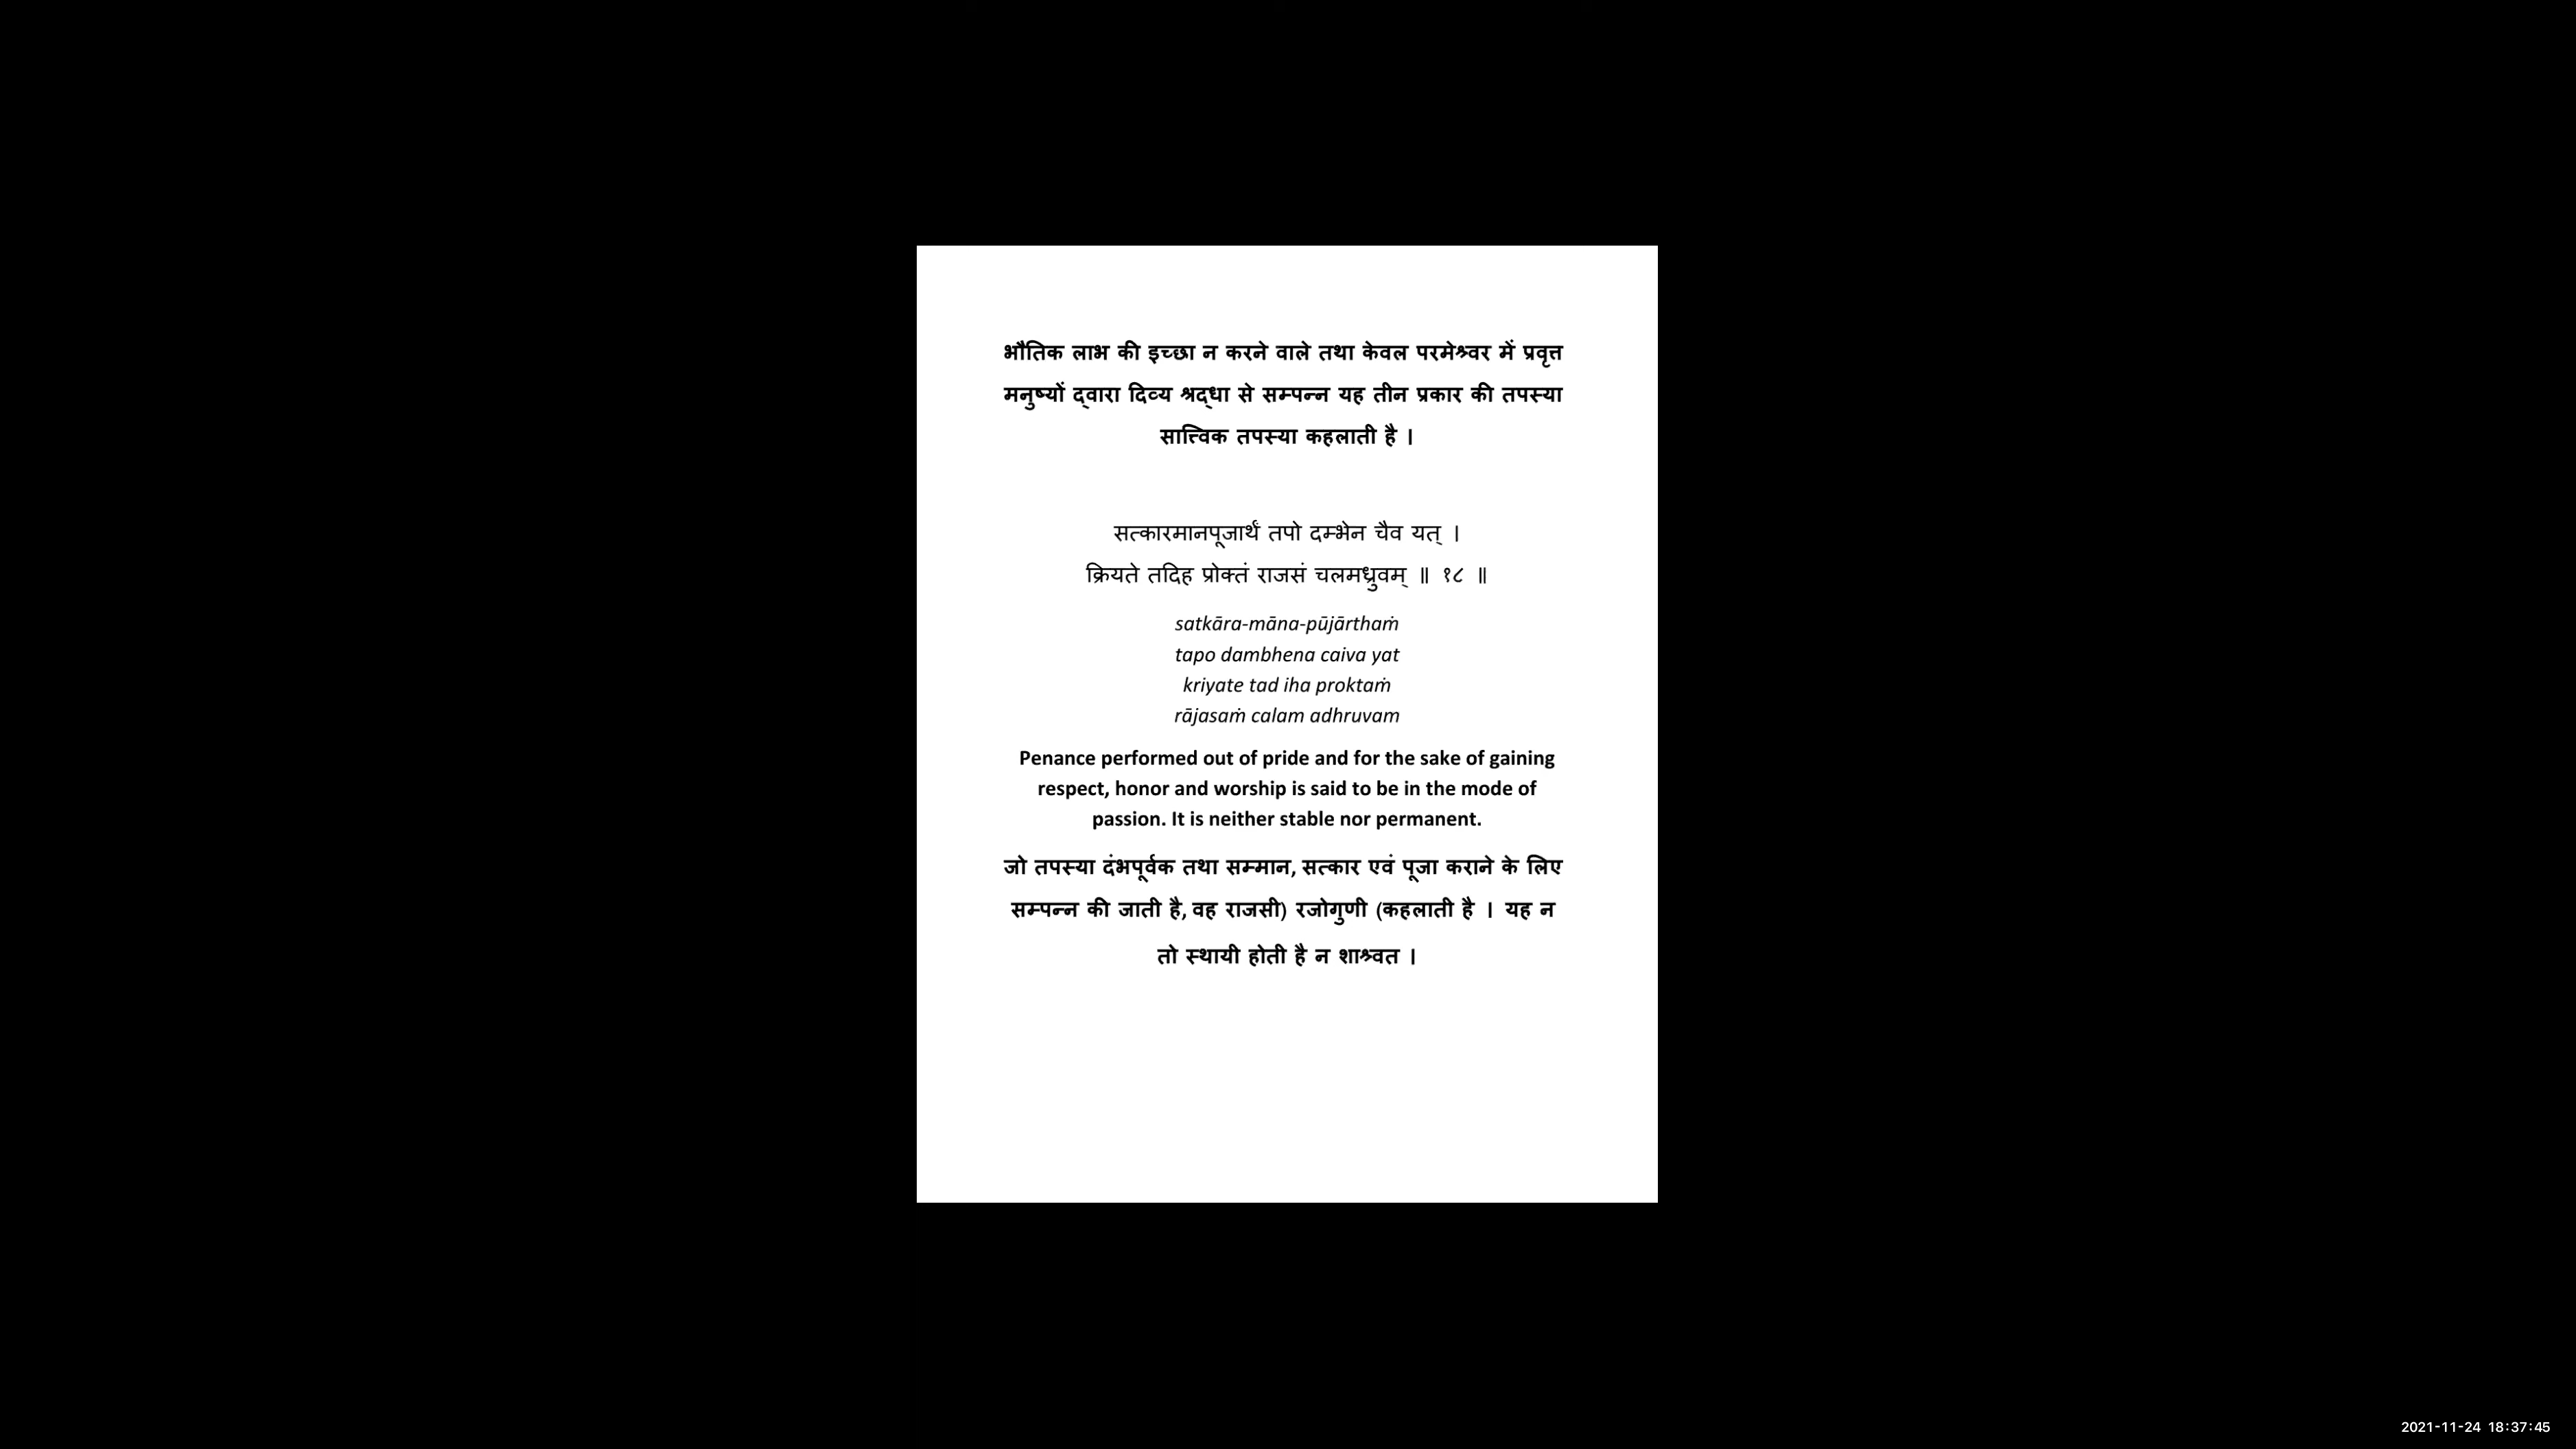 भौतिक लाभ की इच्छा न करने वाले तथा केवल परमेश्र्वर में प्रवृत्त
मनुष्यों द्वारा दिव्य श्रद्धा से सम्पन्न यह तीन प्रकार की तपस्या
सात्त्विक तपस्या कहलाती है ।
सत्कारमानपूजार्थं तपो दम्भेन चैव यत् ।
क्रियते तदिह प्रोक्तं राजसं चलमध्रुवम् ॥ १८ ॥
satkāra-māna-pūjārthaṁ
tapo dambhena caiva yat
kriyate tad iha proktaṁ
rājasaṁ calam adhruvam
Penance performed out of pride and for the sake of gaining
respect, honor and worship is said to be in the mode of
passion. It is neither stable nor permanent.
जो तपस्या दंभपूर्वक तथा सम्मान, सत्कार एवं पूजा कराने के लिए
सम्पन्न की जाती है, वह राजसी) रजोगुणी (कहलाती है । यह न
तो स्थायी होती है न शाश्र्वत ।
2021-11-24 18:37:45